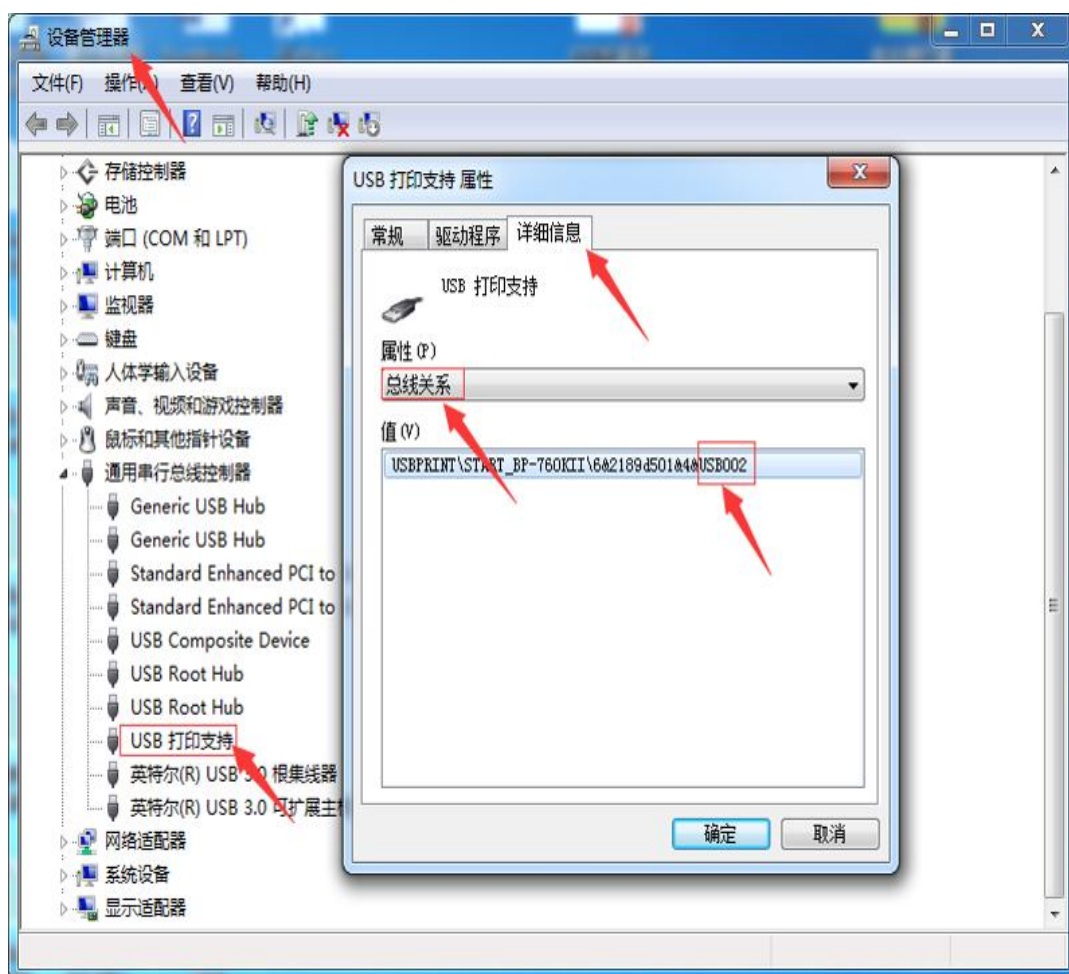 设备管理器
X
文件(F) 查看(V) 帮助(H)
存储控制器
电池
端口 (COM 和 LPT)
计算机
监视器
键盘
人体学输入设备
声音、视频和游戏控制器
鼠标和其他指针设备
通用串行总线控制器
Generic USB Hub
Generic USB Hub
Standard Enhanced PCI to
Standard Enhanced PCI to
USB Composite Device
USB Root Hub
USB Root Hub
USB 打印支持
英特尔(R) USB 3.0 根集线器
英特尔(R) USB 3.0 可扩展主
网络适配器
系统设备
显示适配器
USB 打印支持 属性
X
常规 驱动程序 详细信息
USB 打印支持
属性(P)
总线关系
值(V)
USBPRINT\START_BP-760KII\6&2189d501&4&USB002
确定 取消